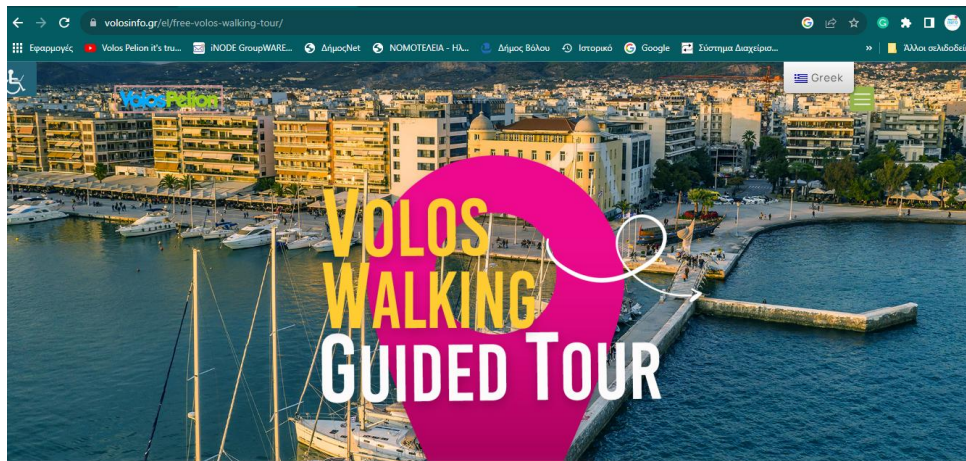 volosinfo.gr/el/free-volos-walking-tour/
Εφαρμογές Volos Pelion it's tru... iNODE GroupWARE... ΔήμοςNet ΝΟΜΟΤΕΛΕΙΑ - Ηλ... Δήμος Βόλου Ιστορικό Google Σύστημα Διαχείρισ... » Άλλοι σελιδοδεί
VolosPelion
Greek
VOLOS
WALKING
GUIDED TOUR